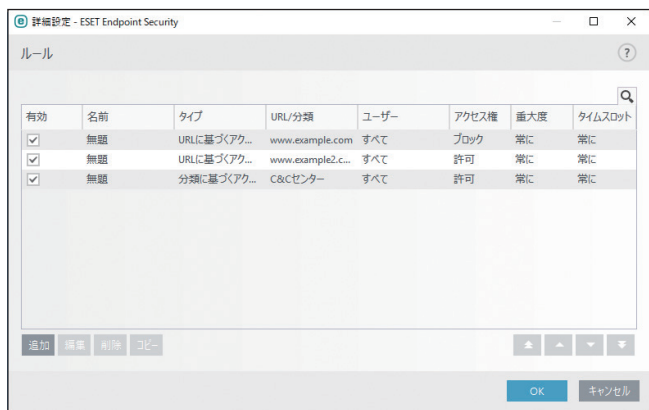 詳細設定 - ESET Endpoint Security
ルール
?
有効 名前 タイプ URL/分類 ユーザー アクセス権 重大度 タイムスロット
無題 URLに基づくアク... www.example.com すべて ブロック 常に 常に
無題 URLに基づくアク... www.example2.c... すべて 許可 常に 常に
無題 分類に基づくアク... C&Cセンター すべて 許可 常に 常に
追加 編集 削除 コピー
OK キャンセル